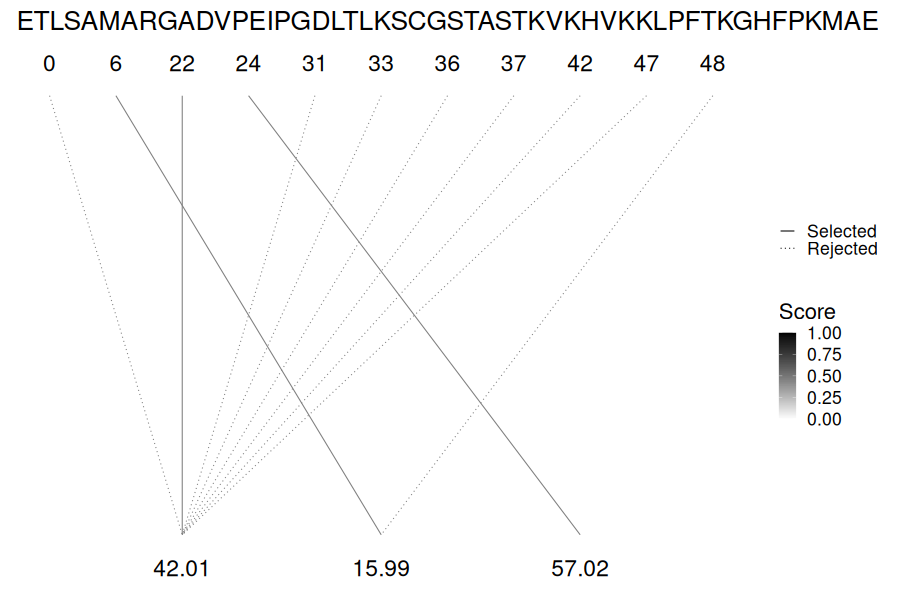 ETLSAMARGADVPEIPGDLTLKSCGSTASTKVKHVKKLPFTKGHFPKMAE
0 6 22 24 31 33 36 37 42 47 48
Selected
Rejected
Score
1.00
0.75
0.50
0.25
0.00
42.01 15.99 57.02